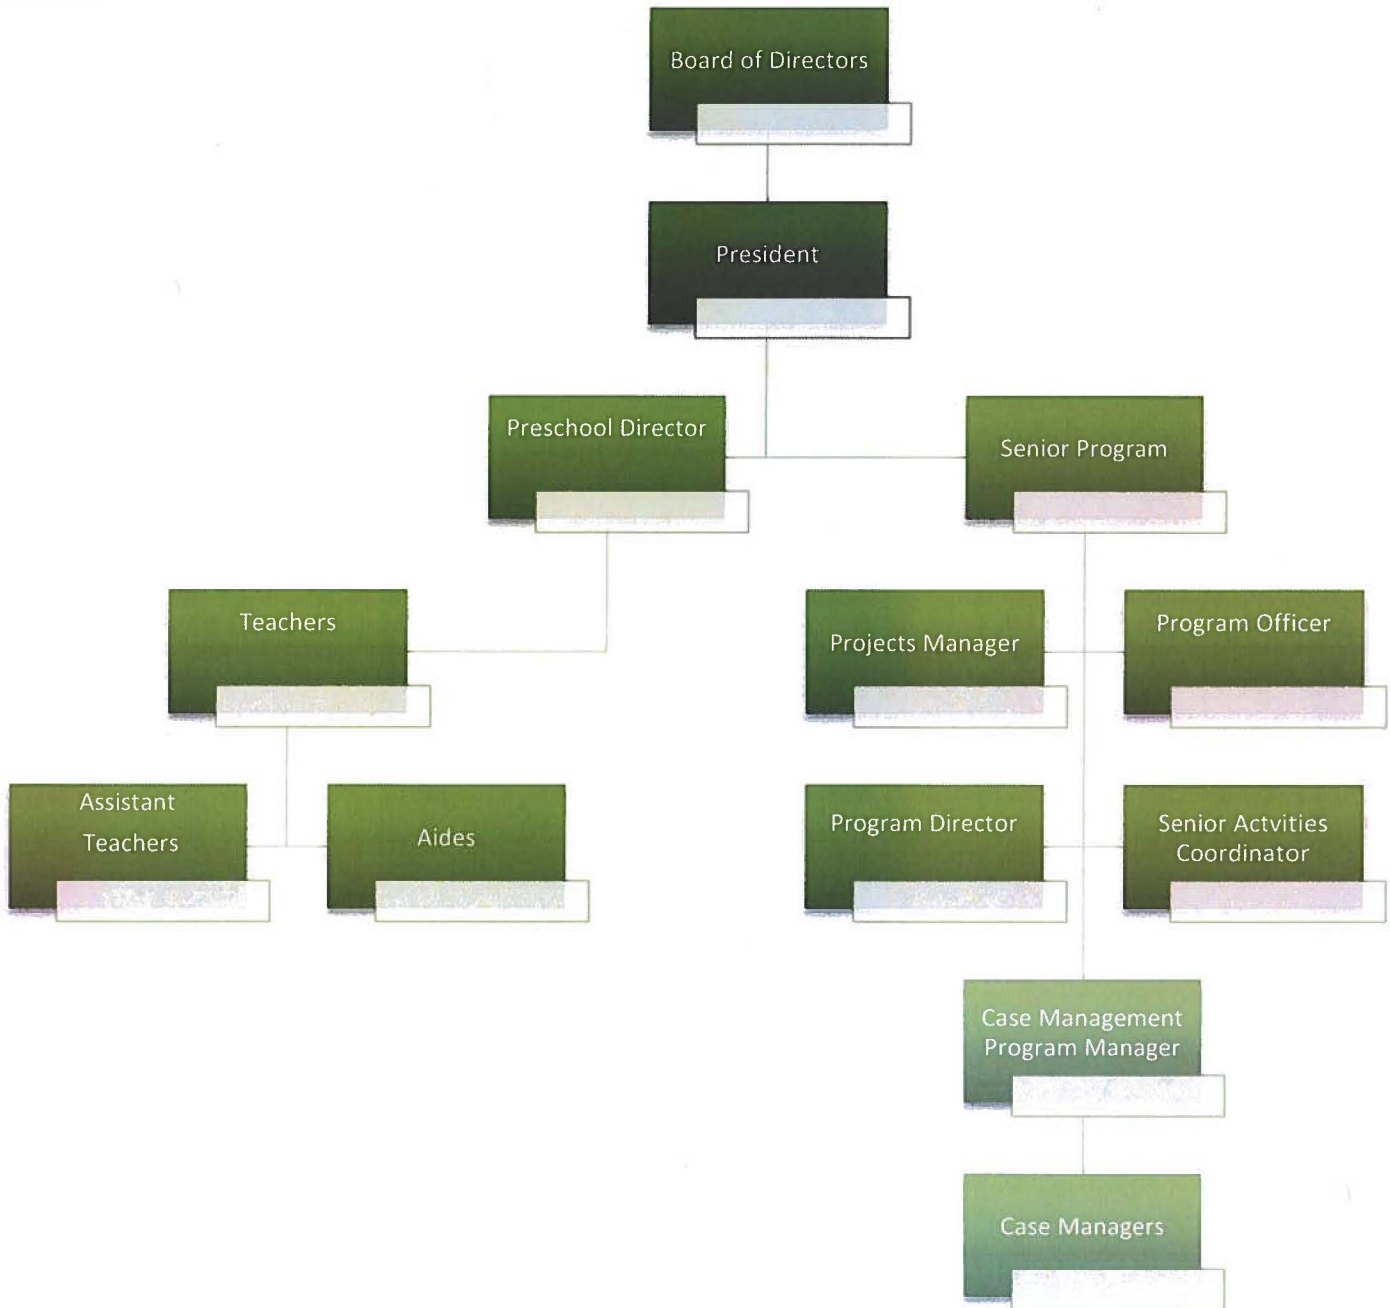 Board of Directors
President
Preschool Director
Senior Program
Teachers
Projects Manager
Program Officer
Assistant
Teachers
Aides
Program Director
Senior Actvities
Coordinator
Case Management
Program Manager
Case Managers